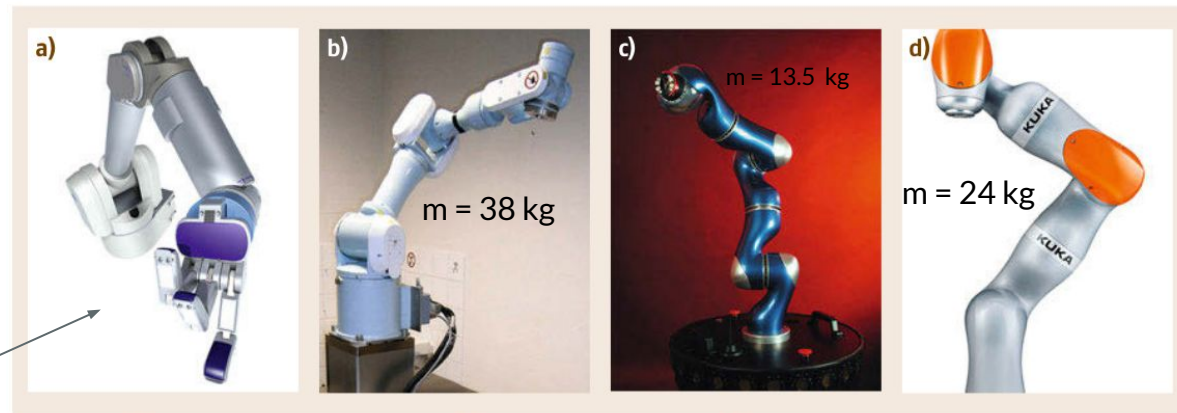 a)
b)
c)
d)
m = 38 kg
m = 13.5 kg
m = 24 kg
KUKA
KUKA